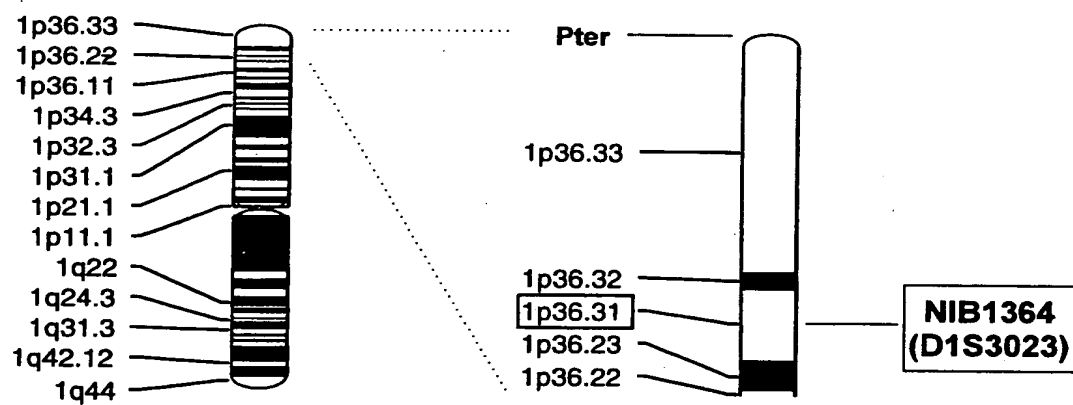 1p36.33
1p36.22
1p36.11
1p34.3
1p32.3
1p31.1
1p21.1
1p11.1
1q22
1q24.3
1q31.3
1q42.12
1q44
Pter
1p36.33
1p36.32
1p36.31
1p36.23
1p36.22
NIB1364
(D1S3023)